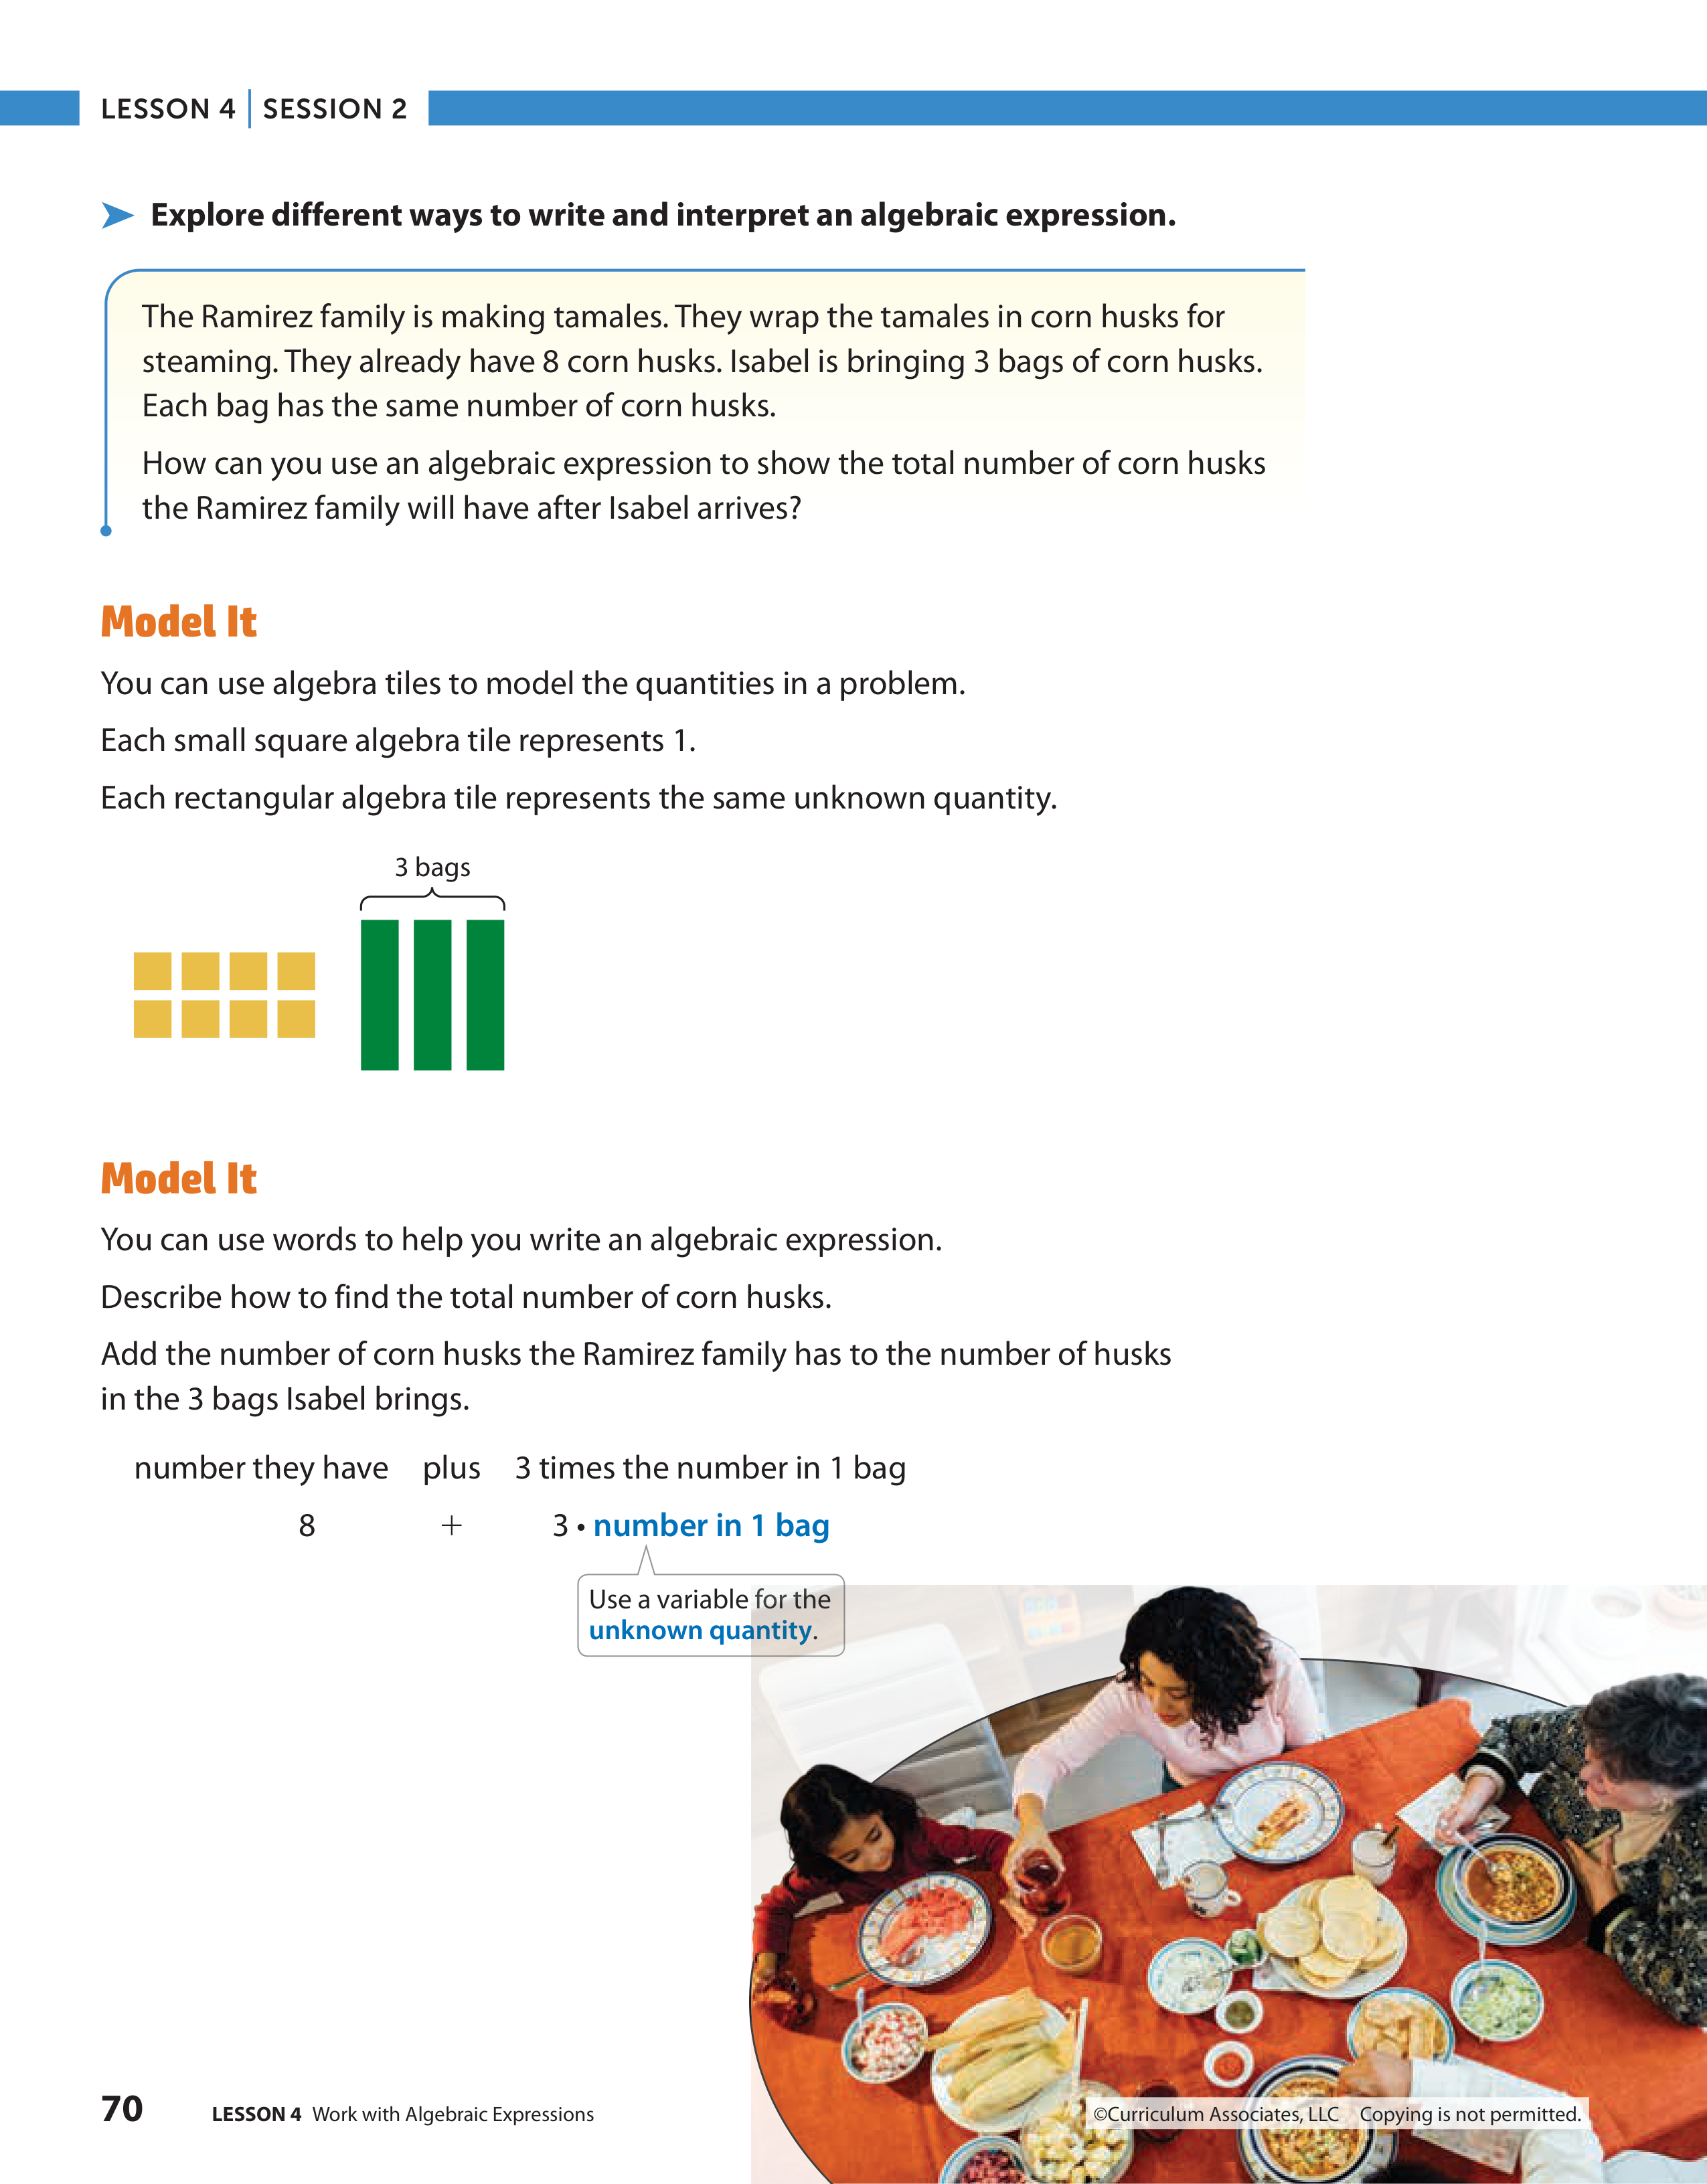 LESSON 4 | SESSION 2
Explore different ways to write and interpret an algebraic expression.
The Ramirez family is making tamales. They wrap the tamales in corn husks for
steaming. They already have 8 corn husks. Isabel is bringing 3 bags of corn husks.
Each bag has the same number of corn husks.
How can you use an algebraic expression to show the total number of corn husks
the Ramirez family will have after Isabel arrives?
Model It
You can use algebra tiles to model the quantities in a problem.
Each small square algebra tile represents 1.
Each rectangular algebra tile represents the same unknown quantity.
3 bags
Model It
You can use words to help you write an algebraic expression.
Describe how to find the total number of corn husks.
Add the number of corn husks the Ramirez family has to the number of husks
in the 3 bags Isabel brings.
number they have plus 3 times the number in 1 bag
8 + 3 • number in 1 bag
Use a variable for the
unknown quantity.
70 LESSON 4 Work with Algebraic Expressions ©Curriculum Associates, LLC Copying is not permitted.